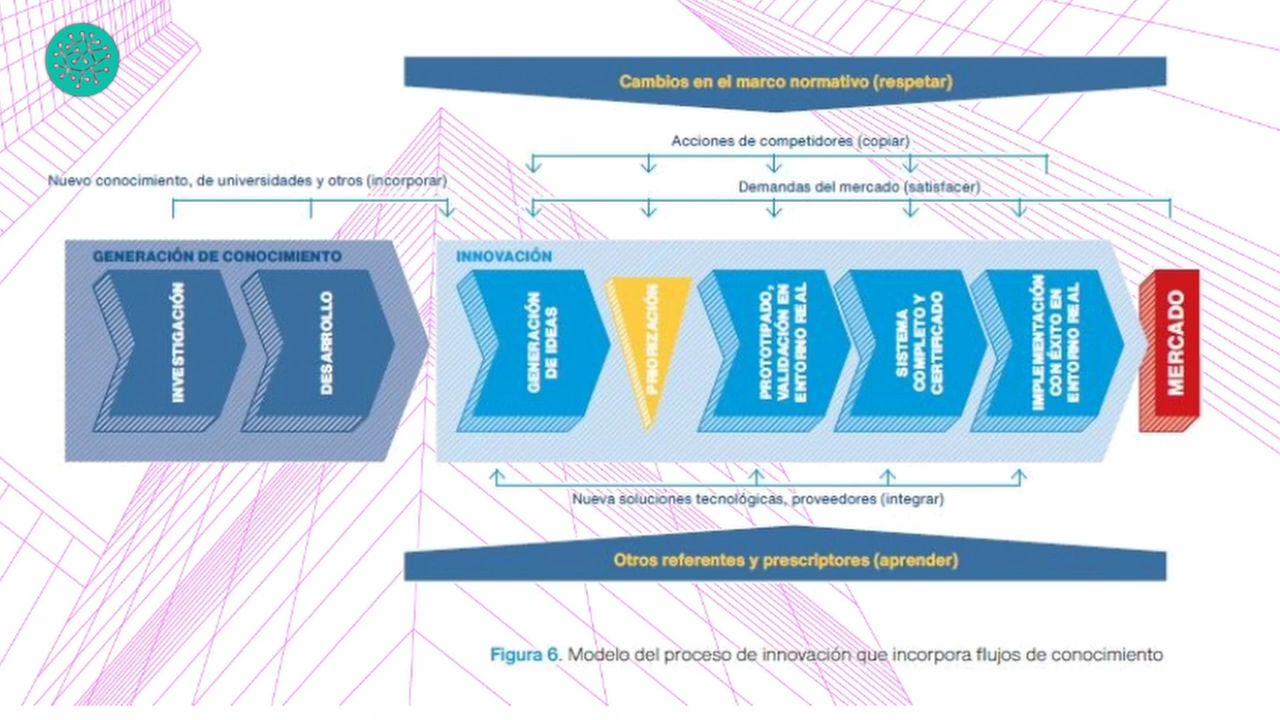 Cambios en el marco normativo (respetar)
Acciones de competidores (copiar)
Nuevo conocimiento, de universidades y otros (incorporar)
Demandas del mercado (satisfacer)
GENERACIÓN DE CONOCIMIENTO
INVESTIGACIÓN
DESARROLLO
INNOVACIÓN
GENERACIÓN
DE IDEAS
PRIORIZACIÓN
PROTOTIPADO,
VALIDACIÓN EN
ENTORNO REAL
SISTEMA
COMPLETO Y
CERTIFICADO
IMPLEMENTACIÓN
CON ÉXITO EN
ENTORNO REAL
MERCADO
Nueva soluciones tecnológicas, proveedores (integrar)
Otros referentes y prescriptores (aprender)
Figura 6. Modelo del proceso de innovación que incorpora flujos de conocimiento